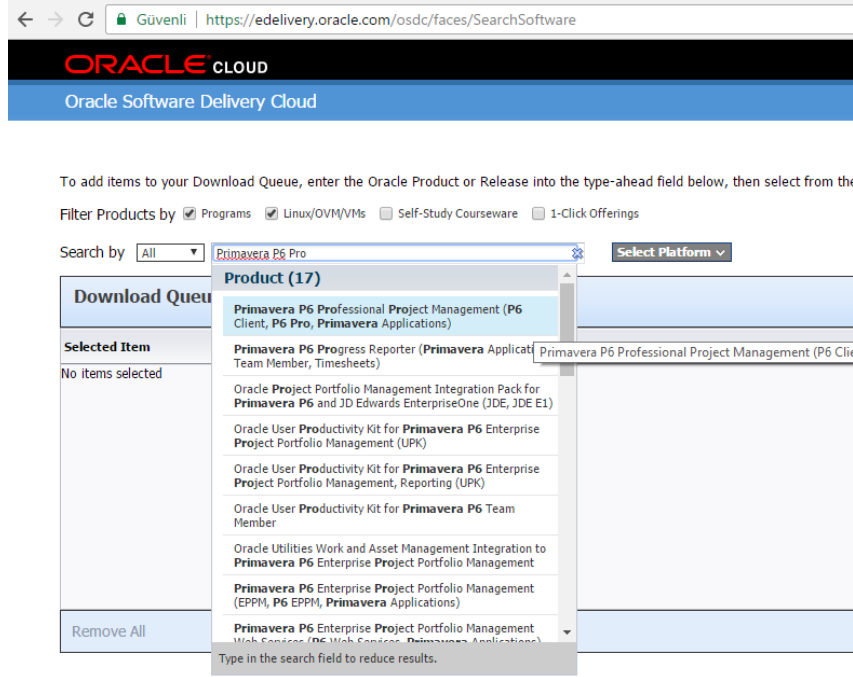 Güvenli | https://edelivery.oracle.com/osdc/faces/SearchSoftware
ORACLE CLOUD
Oracle Software Delivery Cloud
To add items to your Download Queue, enter the Oracle Product or Release into the type-ahead field below, then select from the
Filter Products by Programs Linux/OVM/VMs Self-Study Courseware 1-Click Offerings
Search by All Primavera P6 Pro Select Platform
Product (17)
Download Queu
Primavera P6 Professional Project Management (P6
Client, P6 Pro, Primavera Applications)
Selected Item
Primavera P6 Progress Reporter (Primavera Applicati
Team Member, Timesheets)
Primavera P6 Professional Project Management (P6 Clie
No items selected
Oracle Project Portfolio Management Integration Pack for
Primavera P6 and JD Edwards EnterpriseOne (JDE, JDE E1)
Oracle User Productivity Kit for Primavera P6 Enterprise
Project Portfolio Management (UPK)
Oracle User Productivity Kit for Primavera P6 Enterprise
Project Portfolio Management, Reporting (UPK)
Oracle User Productivity Kit for Primavera P6 Team
Member
Oracle Utilities Work and Asset Management Integration to
Primavera P6 Enterprise Project Portfolio Management
Primavera P6 Enterprise Project Portfolio Management
(EPPM, P6 EPPM, Primavera Applications)
Primavera P6 Enterprise Project Portfolio Management
Web Services (P6 Web Services, Primavera Applications)
Remove All
Type in the search field to reduce results.